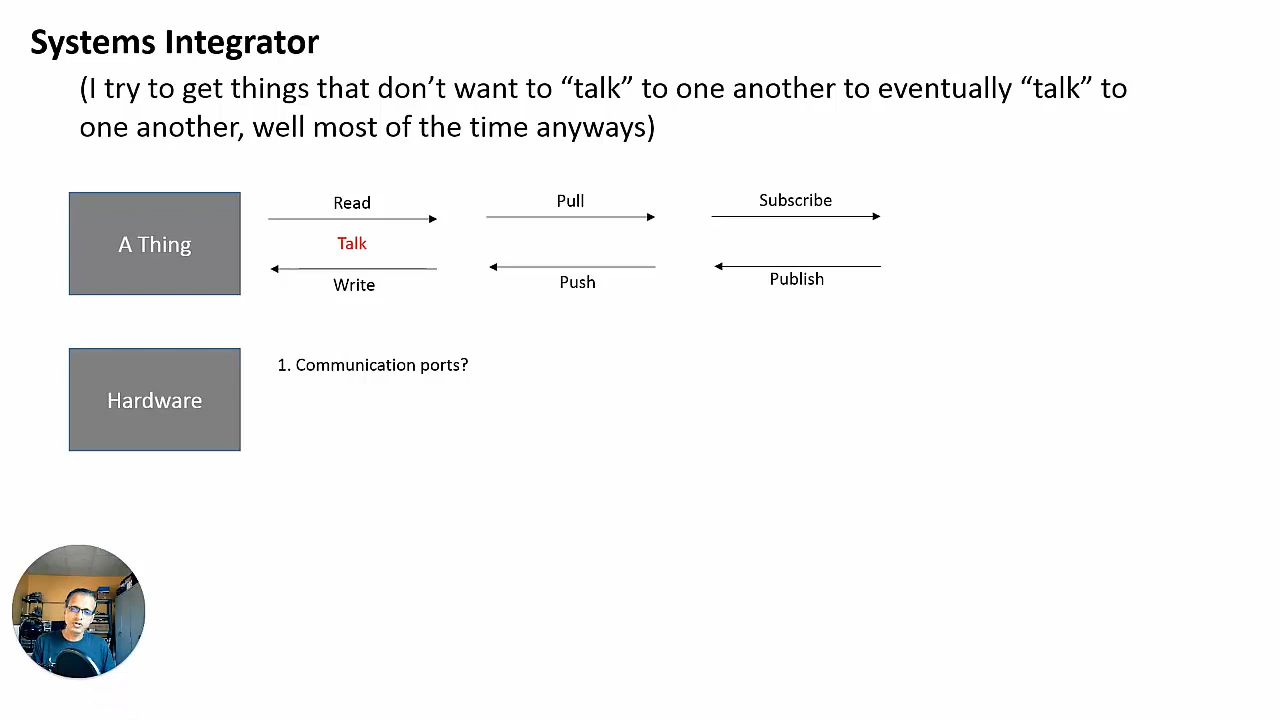 Systems Integrator
(I try to get things that don’t want to “talk” to one another to eventually “talk” to
one another, well most of the time anyways)
Read
Pull
Subscribe
A Thing
Talk
Write
Push
Publish
1. Communication ports?
Hardware